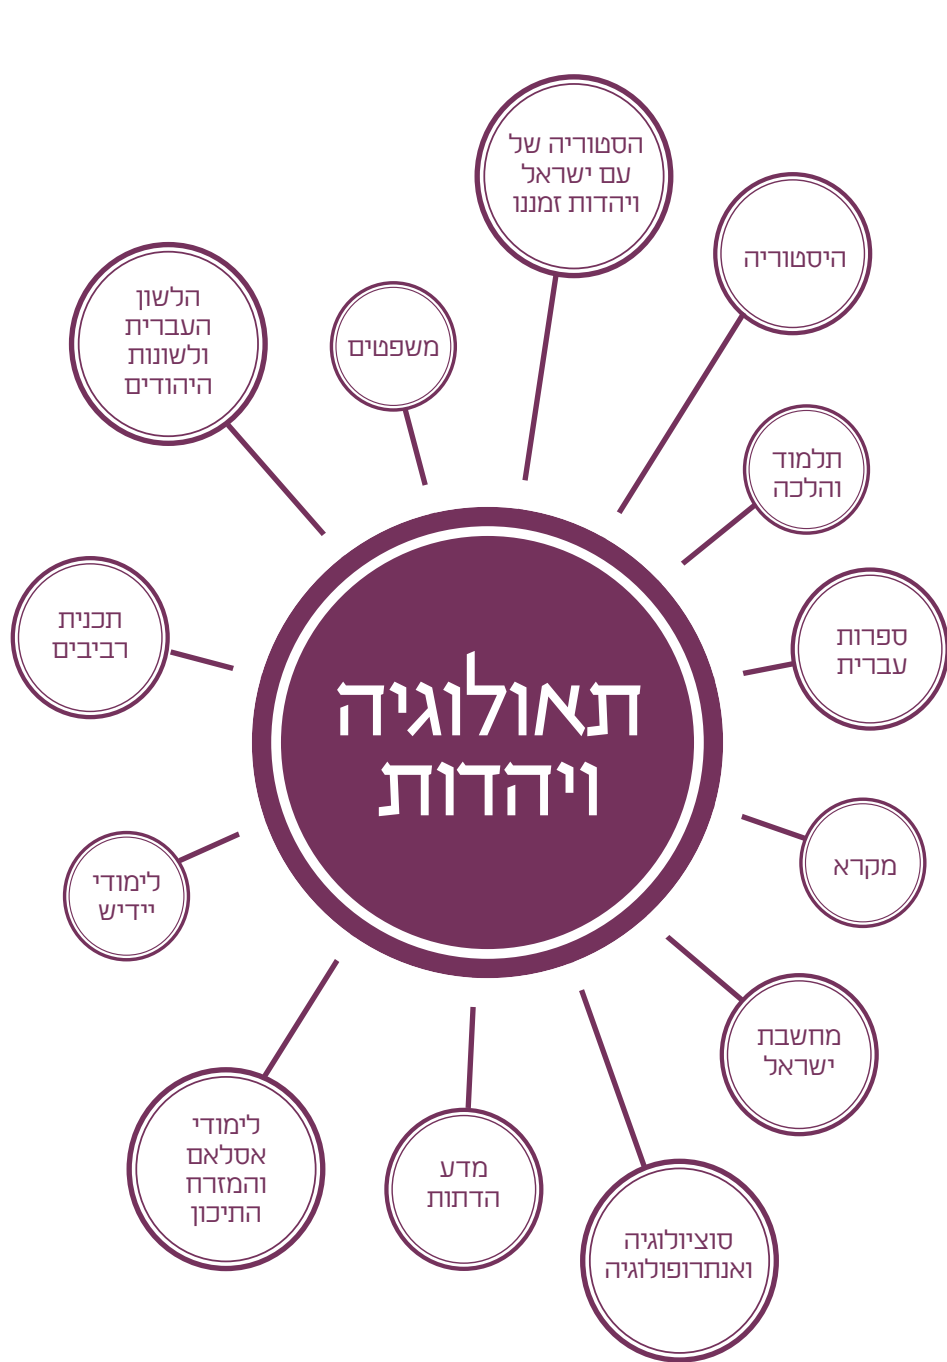 הסטוריה של
עם ישראל
ויהדות זמננו
היסטוריה
הלשון
העברית
ולשונות
היהודים
משפטים
תלמוד
והלכה
תכנית
רביבים
ספרות
עברית
תאולוגיה
ויהדות
לימודי
יידיש
מקרא
מחשבת
ישראל
לימודי
אסלאם
והמזרח
התיכון
מדע
הדתות
סוציולוגיה
ואנתרופולוגיה